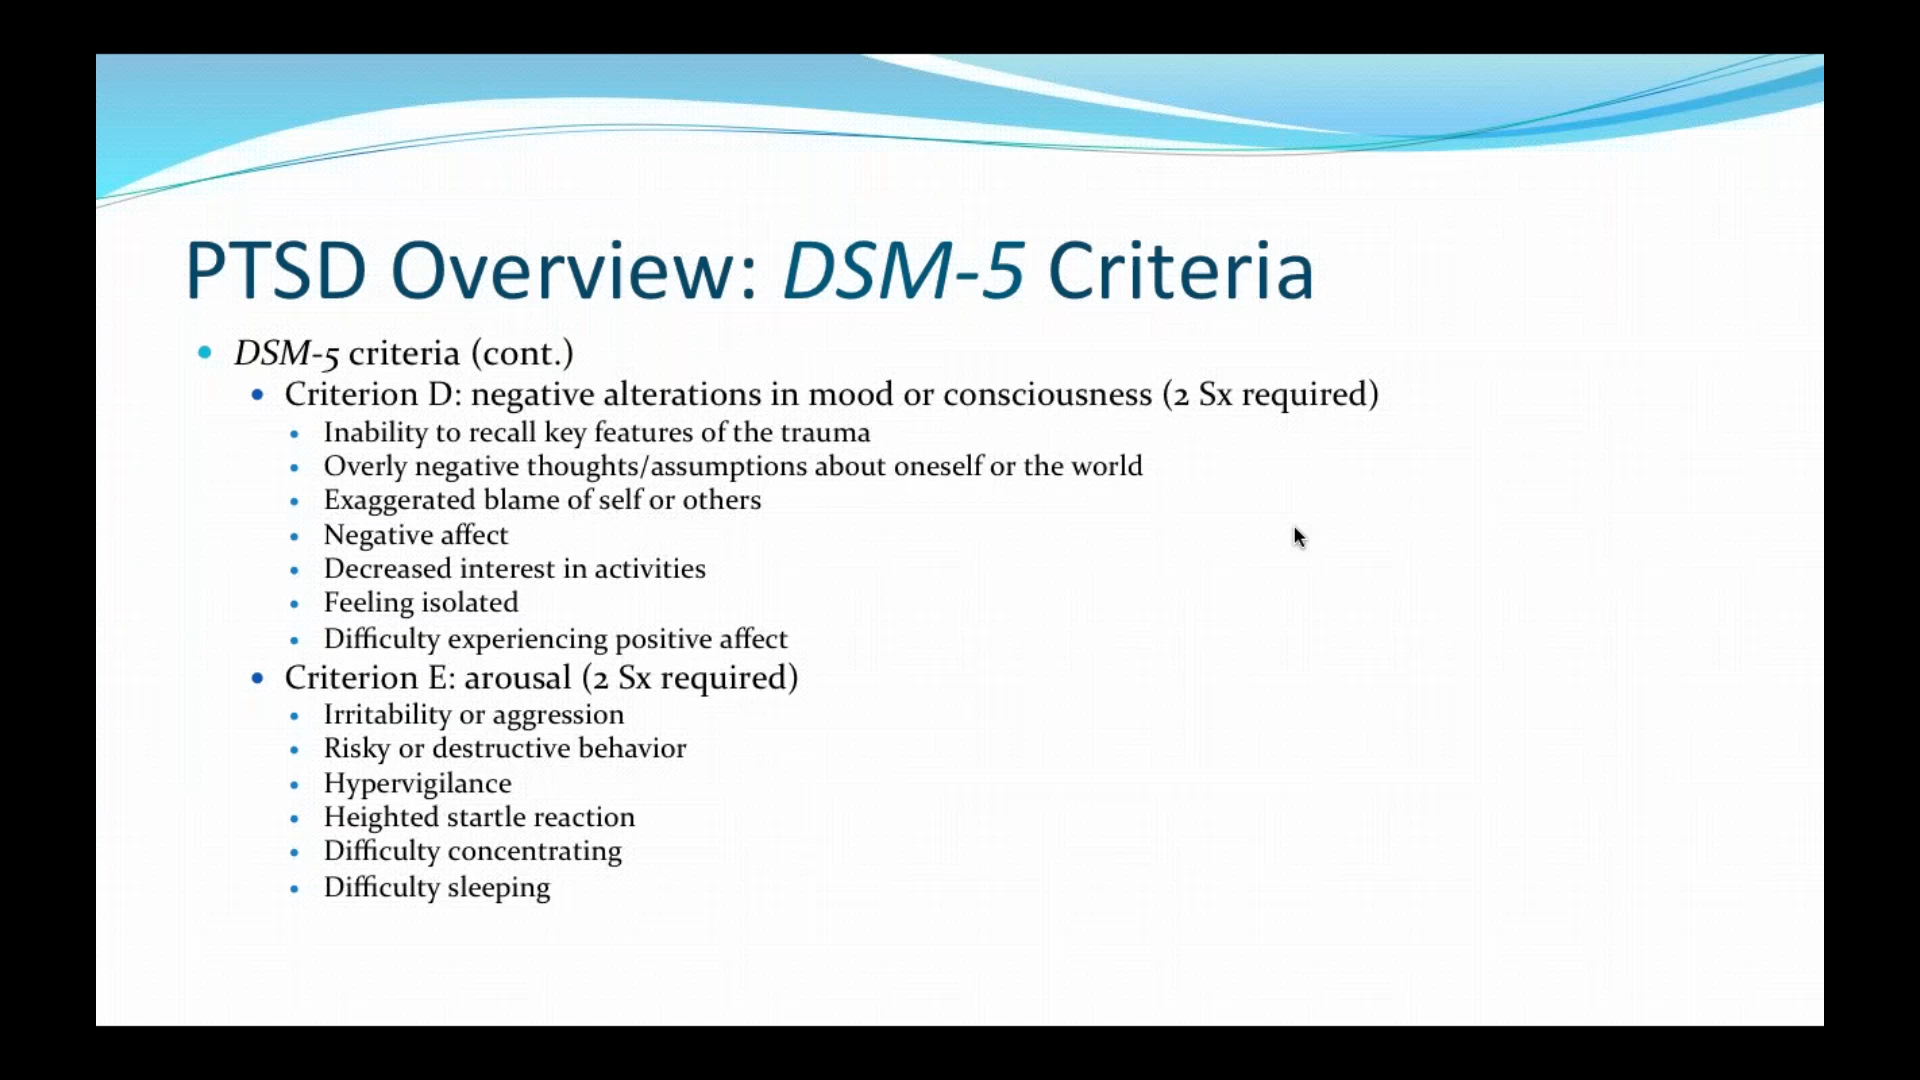 PTSD Overview: DSM-5 Criteria
DSM-5 criteria (cont.)
Criterion D: negative alterations in mood or consciousness (2 Sx required)
Inability to recall key features of the trauma
Overly negative thoughts/assumptions about oneself or the world
Exaggerated blame of self or others
Negative affect
Decreased interest in activities
Feeling isolated
Difficulty experiencing positive affect
Criterion E: arousal (2 Sx required)
Irritability or aggression
Risky or destructive behavior
Hypervigilance
Heighted startle reaction
Difficulty concentrating
Difficulty sleeping